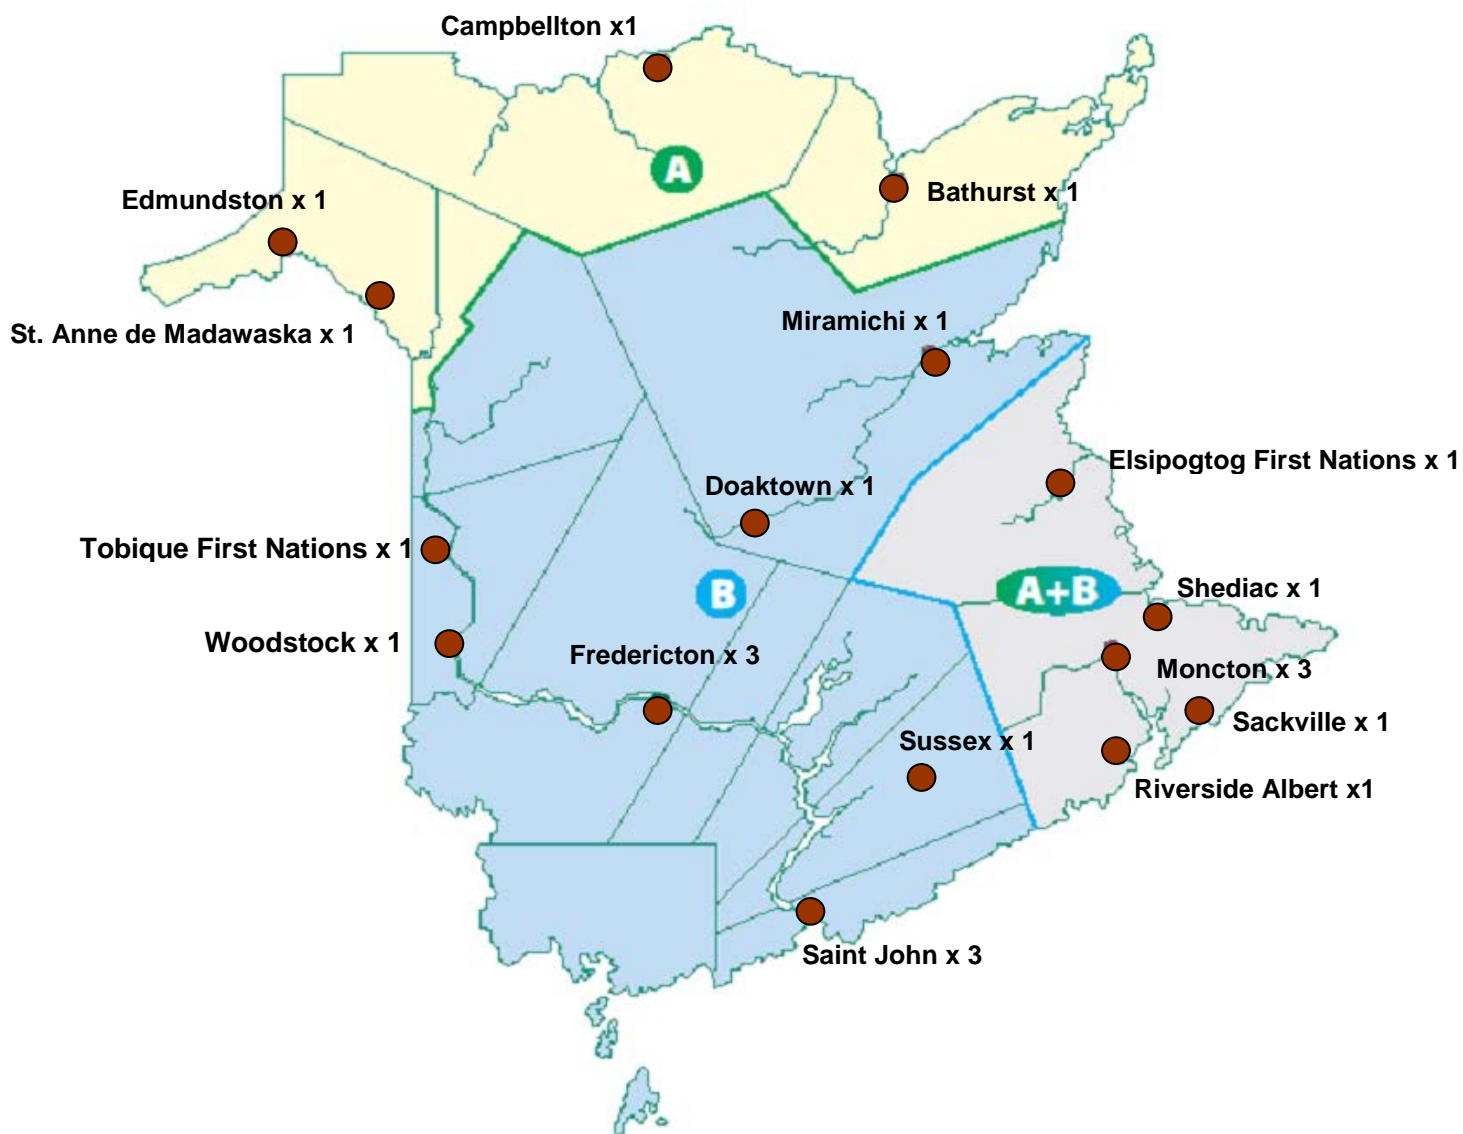 Campbellton x1
A
Edmundston x 1
Bathurst x 1
St. Anne de Madawaska x 1
Miramichi x 1
Elsipogtog First Nations x 1
Doaktown x 1
Tobique First Nations x 1
B
A+B
Shediac x 1
Woodstock x 1
Fredericton x 3
Moncton x 3
Sackville x 1
Sussex x 1
Riverside Albert x1
Saint John x 3